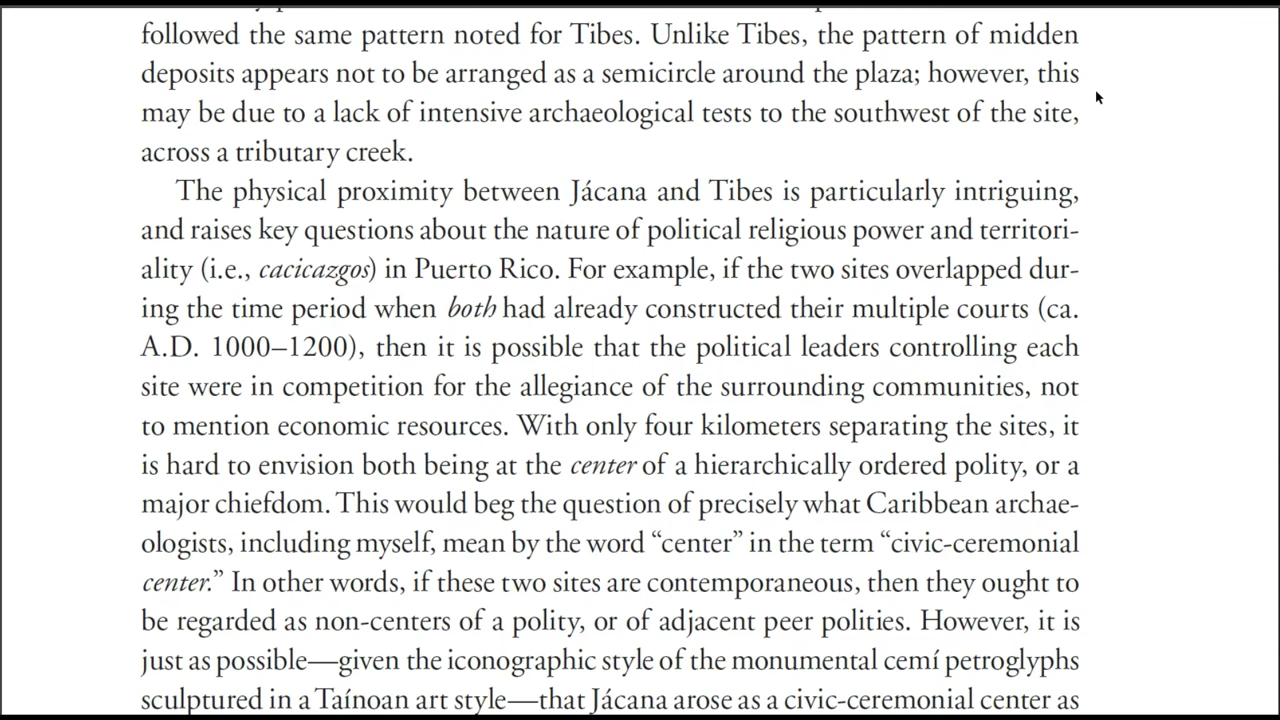 followed the same pattern noted for Tibes. Unlike Tibes, the pattern of midden
deposits appears not to be arranged as a semicircle around the plaza; however, this
may be due to a lack of intensive archaeological tests to the southwest of the site,
across a tributary creek.
The physical proximity between Jácana and Tibes is particularly intriguing,
and raises key questions about the nature of political religious power and territori-
ality (i.e., cacicazgos) in Puerto Rico. For example, if the two sites overlapped dur-
ing the time period when both had already constructed their multiple courts (ca.
A.D. 1000–1200), then it is possible that the political leaders controlling each
site were in competition for the allegiance of the surrounding communities, not
to mention economic resources. With only four kilometers separating the sites, it
is hard to envision both being at the center of a hierarchically ordered polity, or a
major chiefdom. This would beg the question of precisely what Caribbean archae-
ologists, including myself, mean by the word “center” in the term “civic-ceremonial
center.” In other words, if these two sites are contemporaneous, then they ought to
be regarded as non-centers of a polity, or of adjacent peer polities. However, it is
just as possible—given the iconographic style of the monumental cemí petroglyphs
sculptured in a Taínoan art style—that Jácana arose as a civic-ceremonial center as